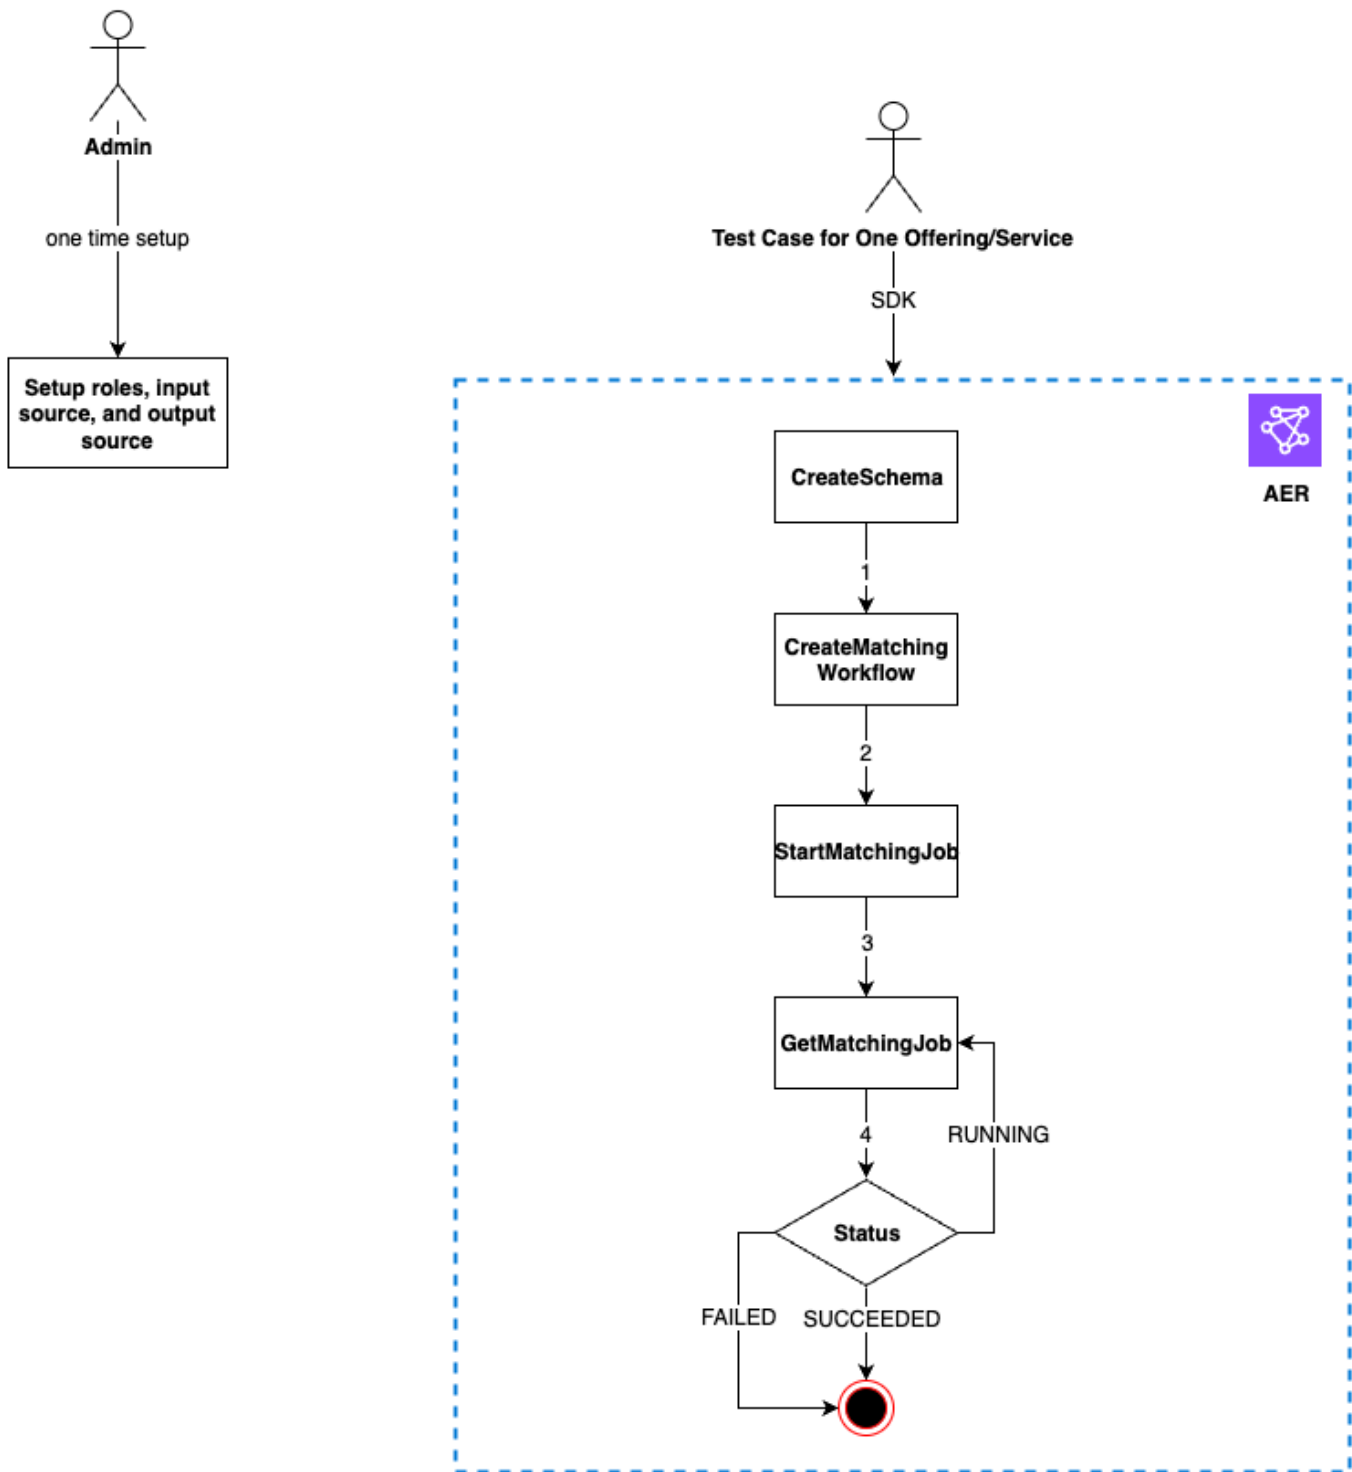 Admin
one time setup
Setup roles, input
source, and output
source
Test Case for One Offering/Service
SDK
AER
CreateSchema
1
CreateMatching
Workflow
2
StartMatchingJob
3
GetMatchingJob
4
RUNNING
Status
FAILED
SUCCEEDED